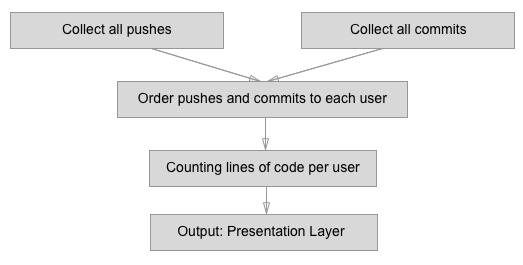 Collect all pushes
Collect all commits
Order pushes and commits to each user
Counting lines of code per user
Output: Presentation Layer